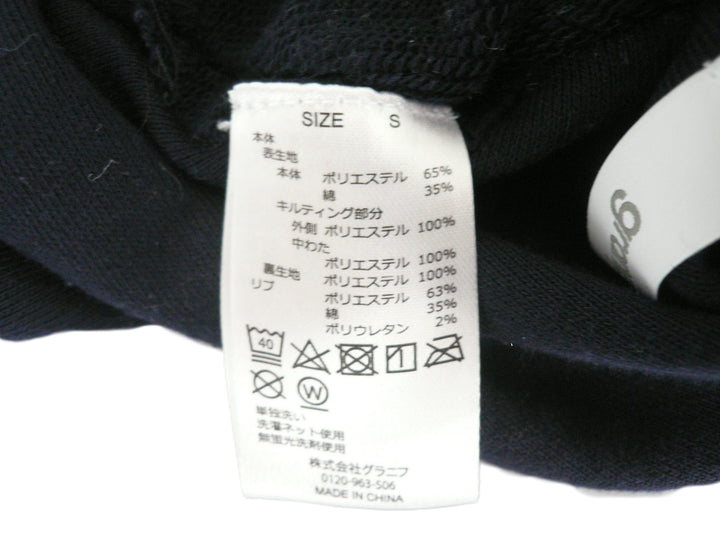 SIZE S
本体
表生地
本体 ポリエステル 65%
綿 35%
キルティング部分
外側 ポリエステル 100%
中わた
ポリエステル 100%
裏生地 ポリエステル 100%
リブ ポリエステル 63%
綿 35%
ポリウレタン 2%
40
W
単独洗い
洗濯ネット使用
無蛍光洗剤使用
株式会社グラニフ
0120-963-506
MADE IN CHINA